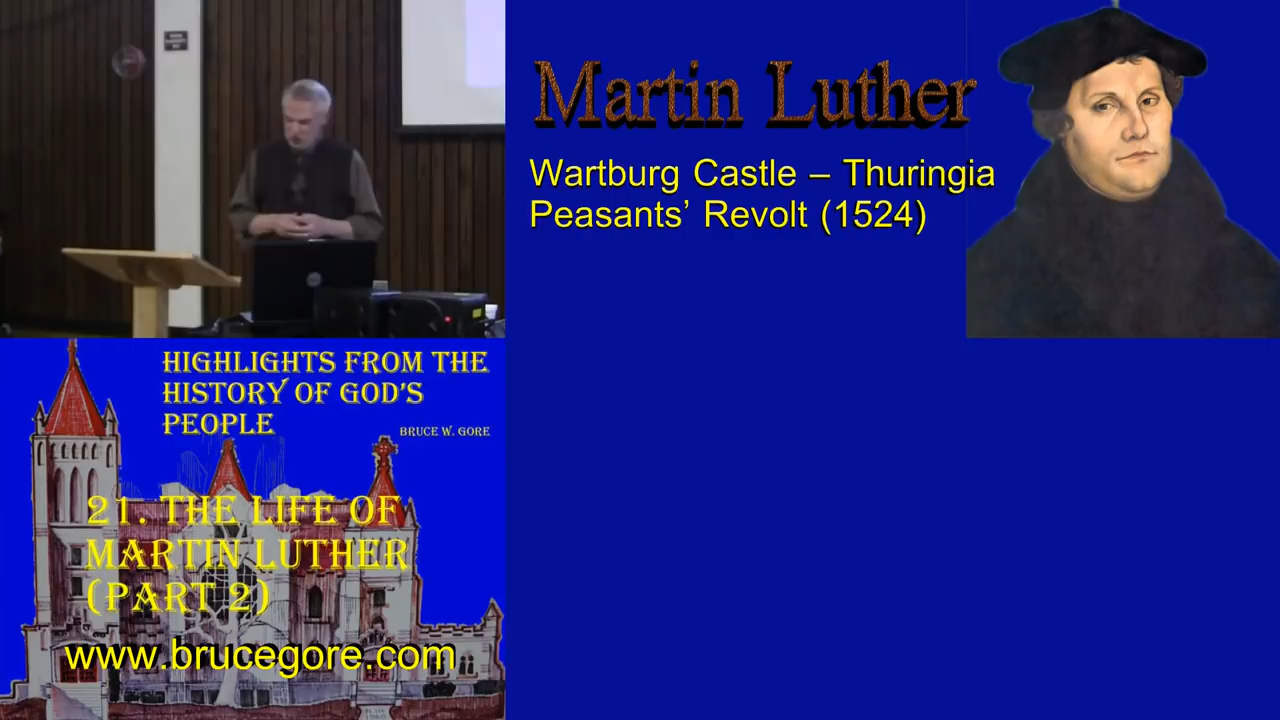 Martin Luther
Wartburg Castle – Thuringia
Peasants’ Revolt (1524)
HIGHLIGHTS FROM THE
HISTORY OF GOD’S
PEOPLE
BRUCE W. GORE
21. THE LIFE OF
MARTIN LUTHER
(PART 2)
www.brucegore.com